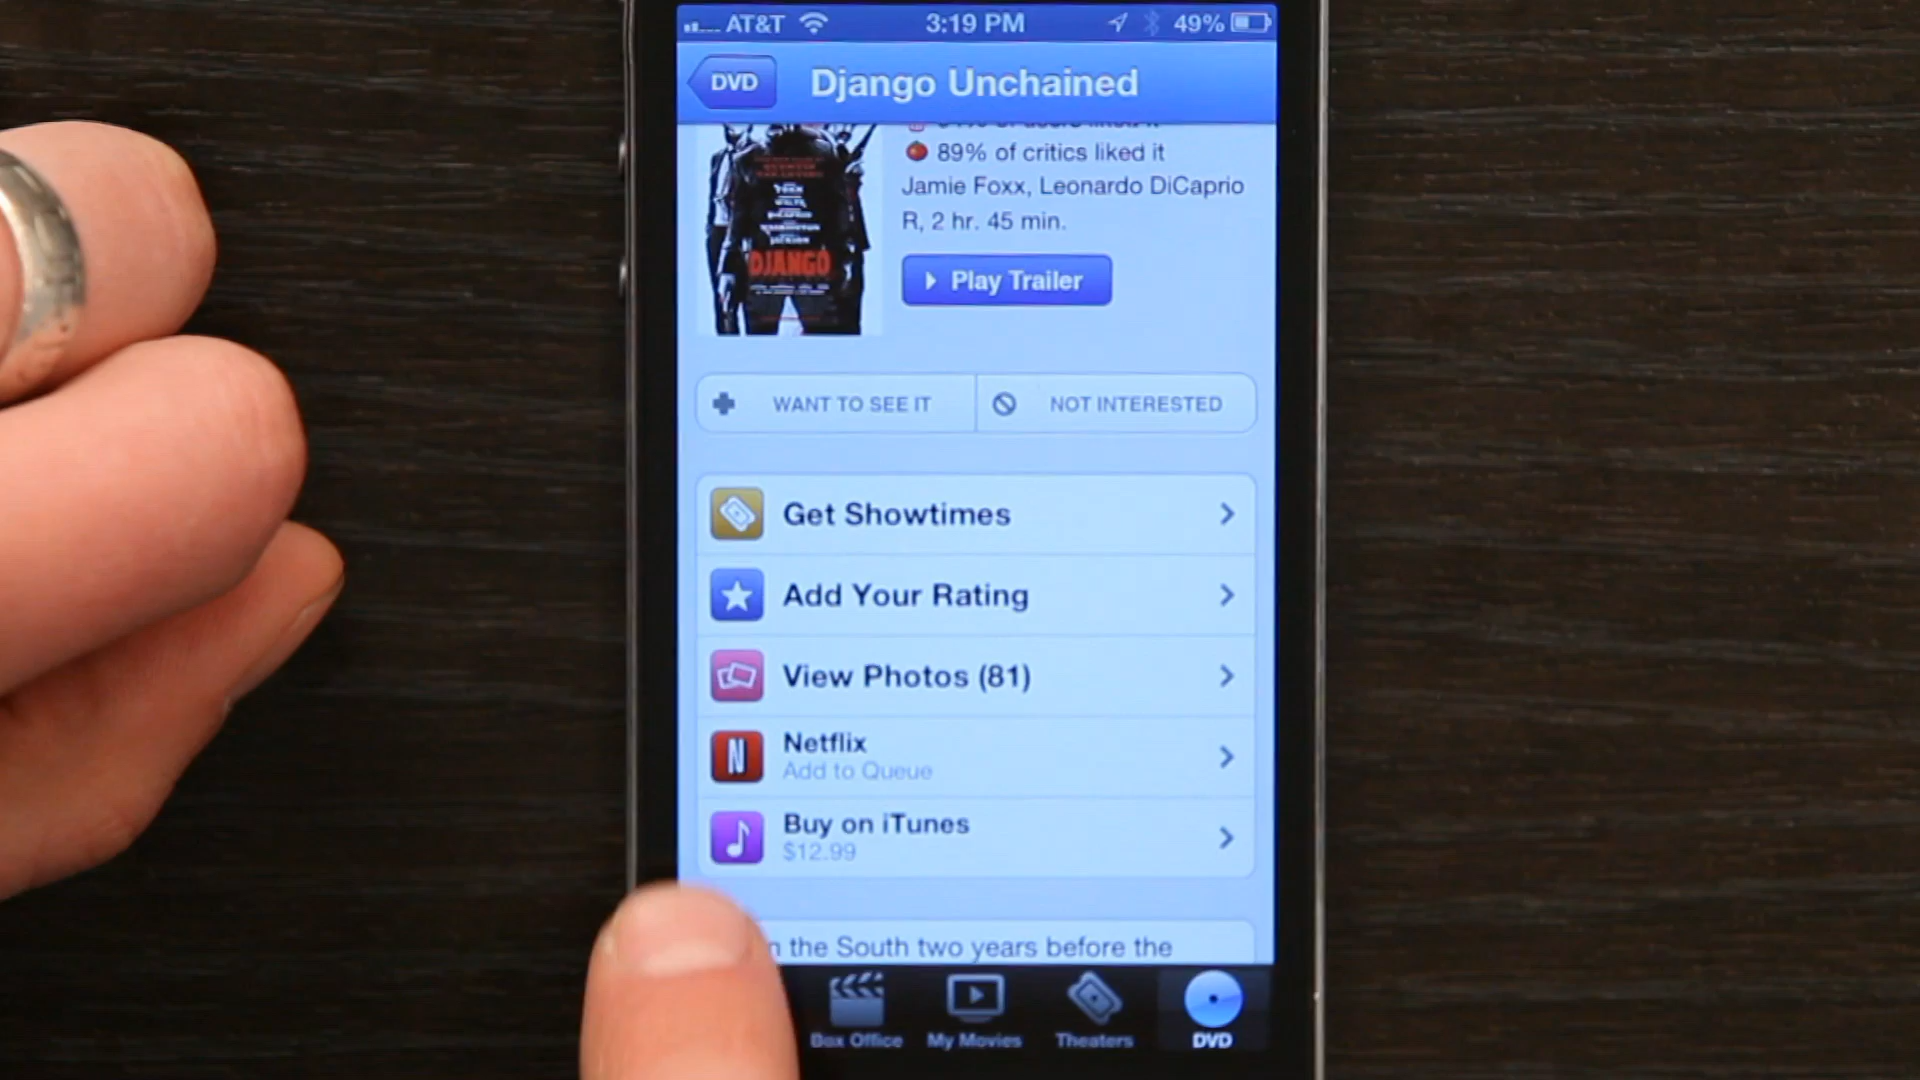 AT&T 3:19 PM 49%
DVD Django Unchained
89% of critics liked it
Jamie Foxx, Leonardo DiCaprio
R, 2 hr. 45 min.
DJANGO
Play Trailer
WANT TO SEE IT NOT INTERESTED
Get Showtimes
Add Your Rating
View Photos (81)
N Netflix
Add to Queue
Buy on iTunes
$12.99
the South two years before the
Box Office My Movies Theaters DVD